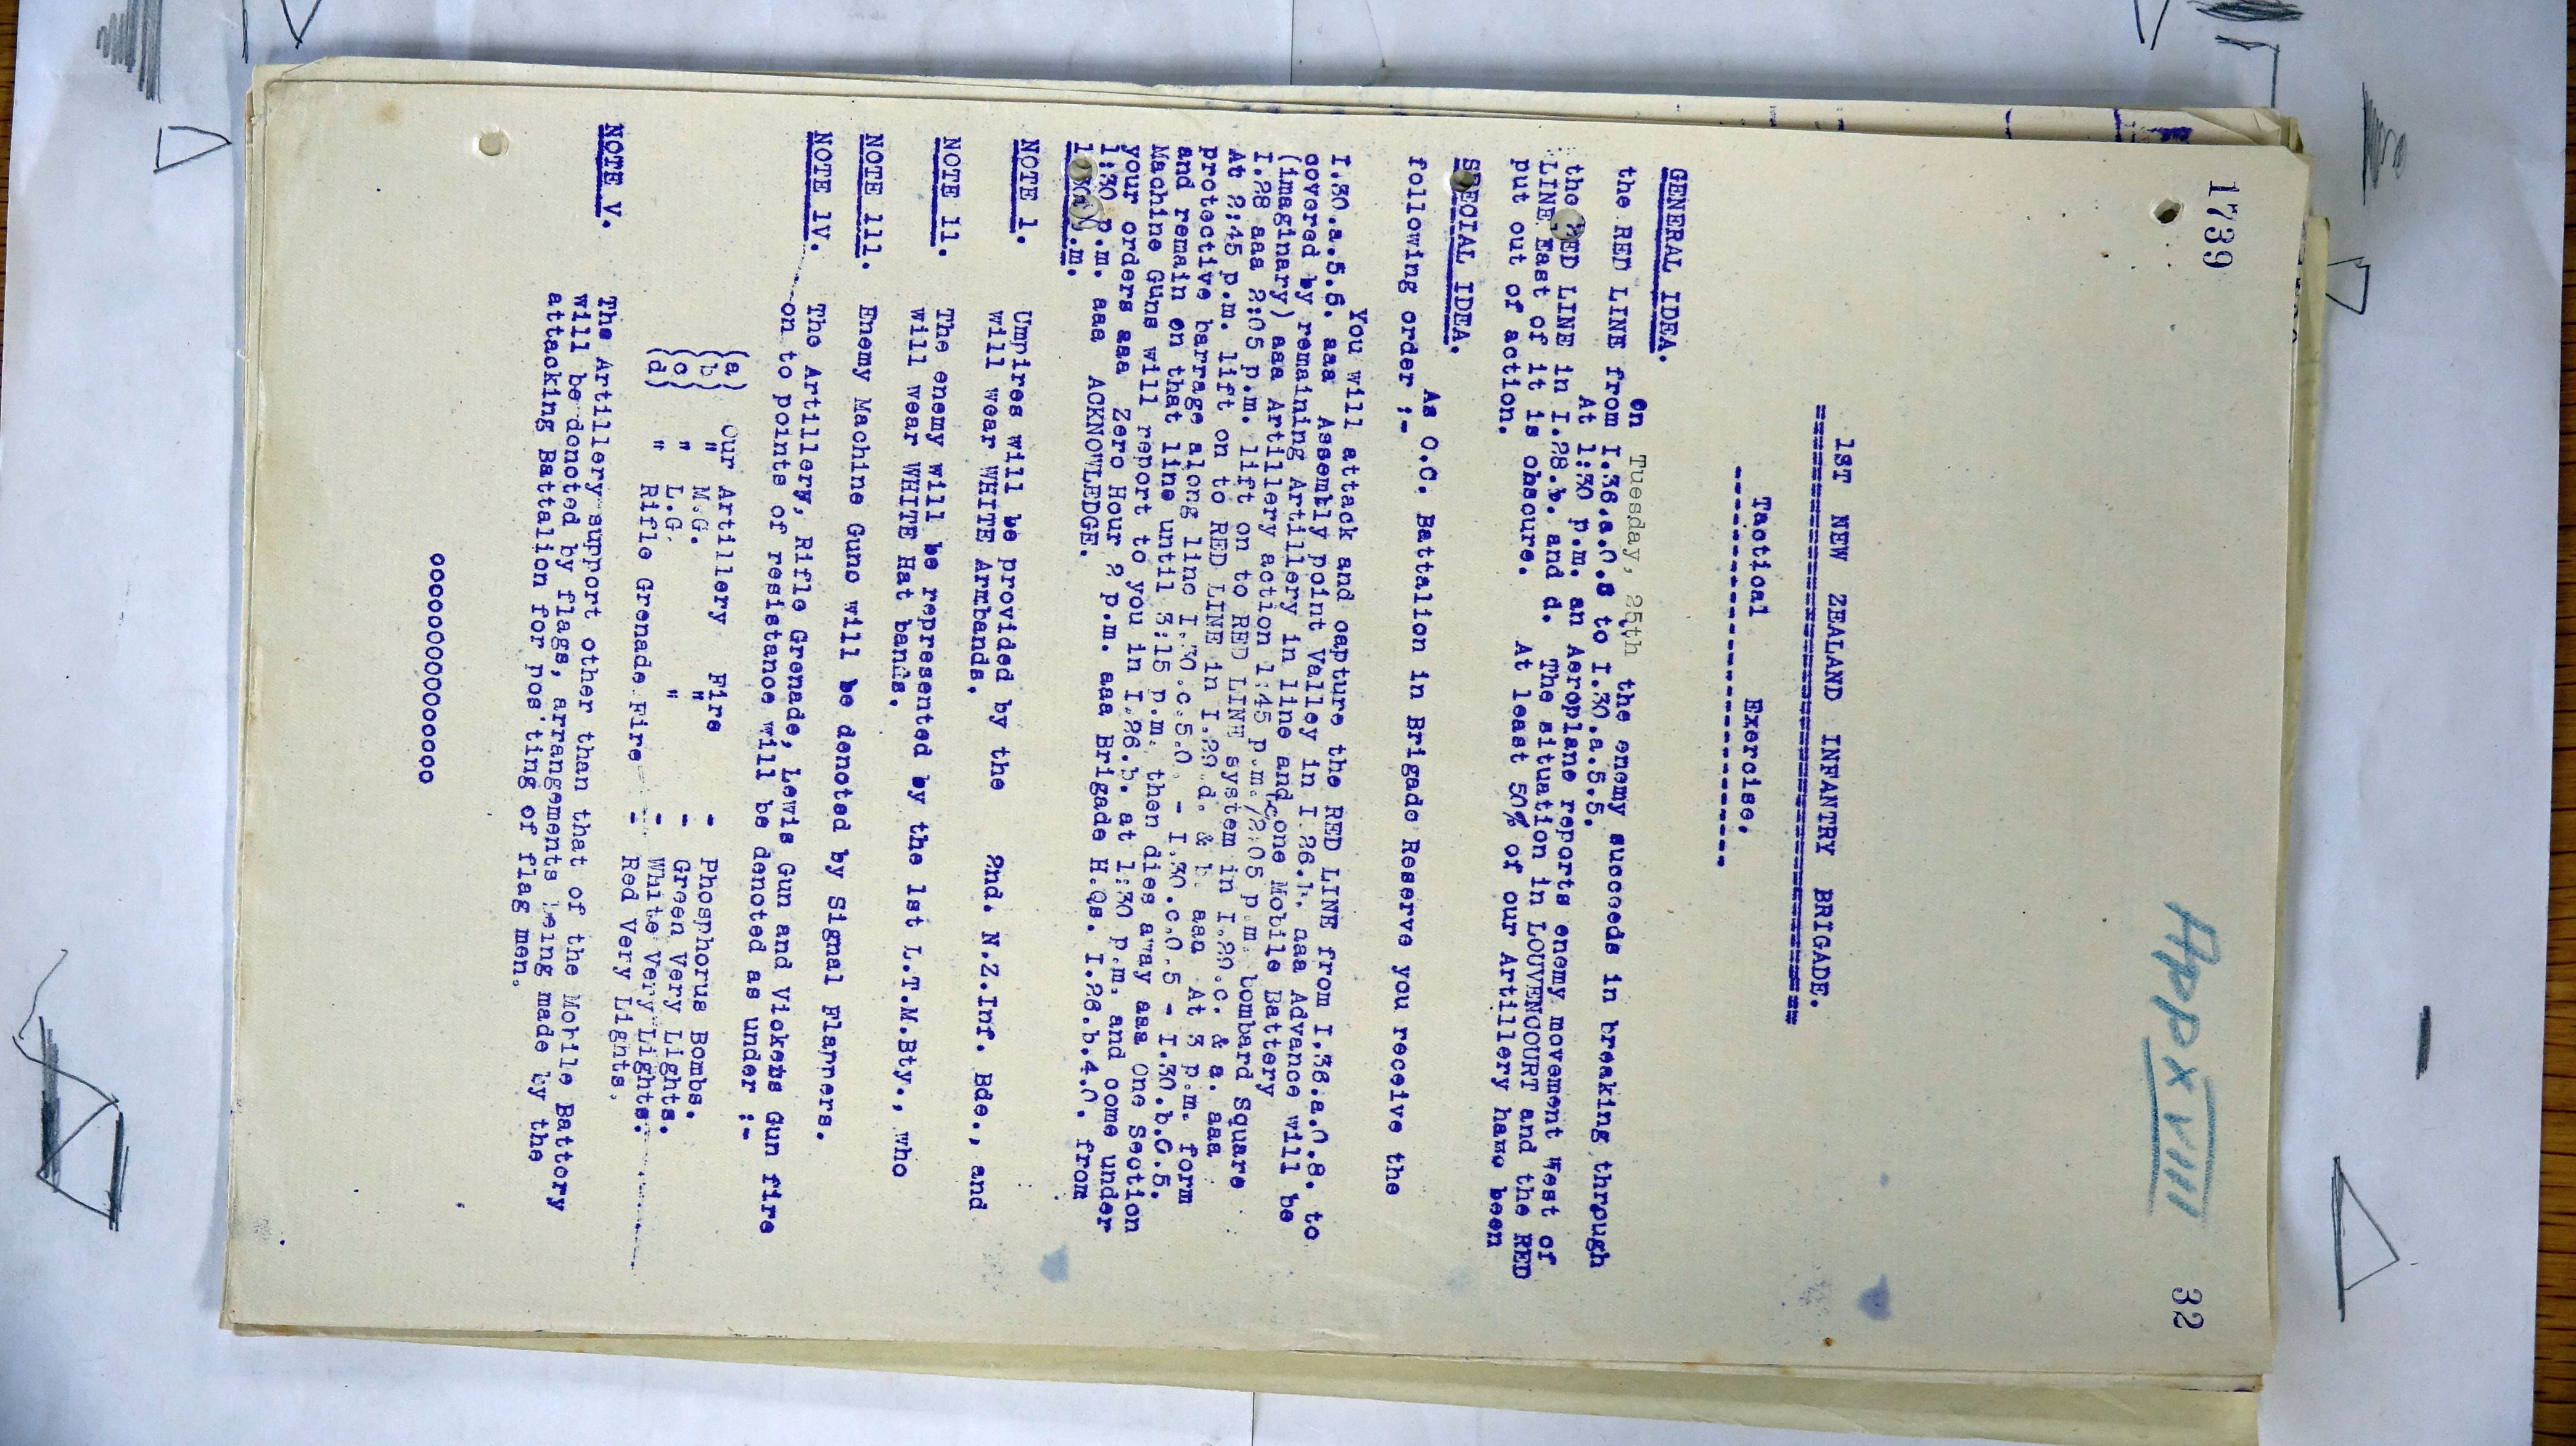 1739
App XVIII
32
1ST NEW ZEALAND INFANTRY BRIGADE.
==============================
Tactical Exercise.
-----------------------
GENERAL IDEA.
On Tuesday, 25th the enemy succeeds in breaking through
the RED LINE from I.36.a.0.8 to I.30.a.5.5.
At 1:30 p.m. an Aeroplane reports enemy movement West of
the RED LINE in I.28.b. and d. The situation in LOUVENCOURT and the RED
LINE East of it is obscure. At least 50% of our Artillery have been
put out of action.
SPECIAL IDEA.
As O.C. Battalion in Brigade Reserve you receive the
following order ;-
You will attack and capture the RED LINE from I.36.a.0.8. to
I.30.a.5.5. aaa Assembly point Valley in I.26.b. aaa Advance will be
covered by remaining Artillery in line and one Mobile Battery
(imaginary) aaa Artillery action 1:45 p.m./2:05 p.m. bombard Square
I.28 aaa 2:05 p.m. lift on to RED LINE system in I.29.c. & a. aaa
At 2:45 p.m. lift on to RED LINE in I.29.d. & b. aaa At 3 p.m. form
protective barrage along line I.30.c.5.0. - I.30.c.0.5 - I.30.b.0.5.
and remain on that line until 3:15 p.m. then dies away aaa One Section
Machine Guns will report to you in I.26.b. at 1:30 p.m. and come under
your orders aaa Zero Hour 2 p.m. aaa Brigade H.Qs. I.26.b.4.0. from
1:30 p.m. aaa ACKNOWLEDGE.
p.m.
NOTE 1. Umpires will be provided by the 2nd. N.Z.Inf. Bde., and
will wear WHITE Armbands.
NOTE 11. The enemy will be represented by the 1st L.T.M.Bty., who
will wear WHITE Hat bands.
NOTE 111. Enemy Machine Guns will be denoted by Signal Flappers.
NOTE 1V. The Artillery, Rifle Grenade, Lewis Gun and Vickers Gun fire
on to points of resistance will be denoted as under ;-
(a) Our Artillery Fire - Phosphorus Bombs.
(b) " M.G. " - Green Very Lights.
(c) " L.G. " - White Very Lights.
(d) " Rifle Grenade Fire - Red Very Lights.
NOTE V. The Artillery support other than that of the Mobile Battery
will be donoted by flags, arrangements being made by the
attacking Battalion for posting of flag men.
ooooo0000000oooooo